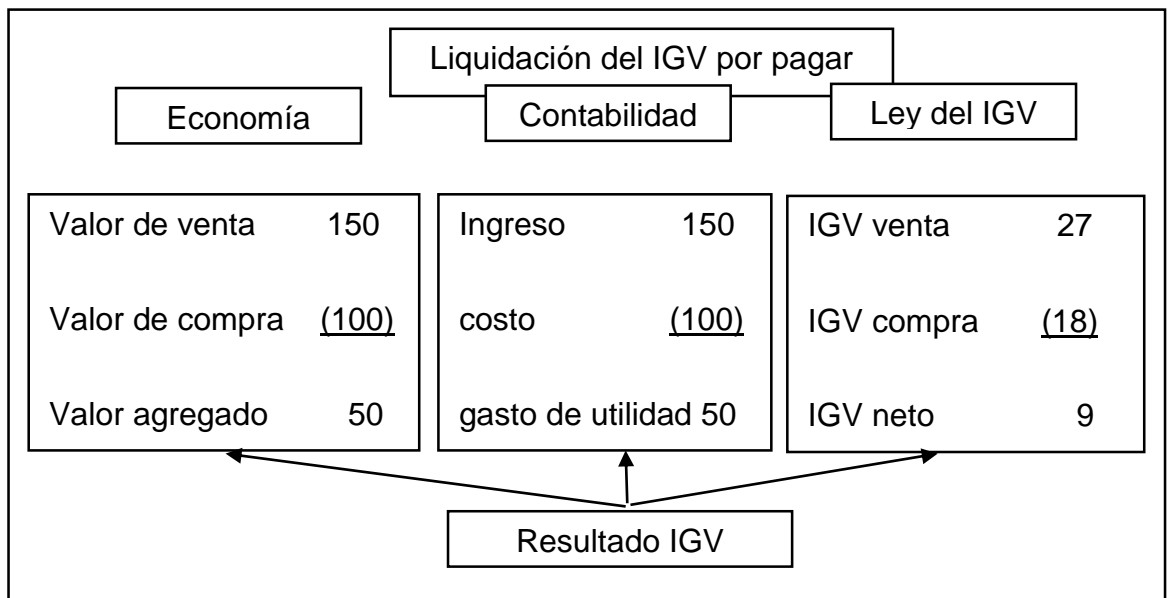 Liquidación del IGV por pagar
Economía
Contabilidad
Ley del IGV
Valor de venta 150
Valor de compra (100)
Valor agregado 50
Ingreso 150
costo (100)
gasto de utilidad 50
IGV venta 27
IGV compra (18)
IGV neto 9
Resultado IGV